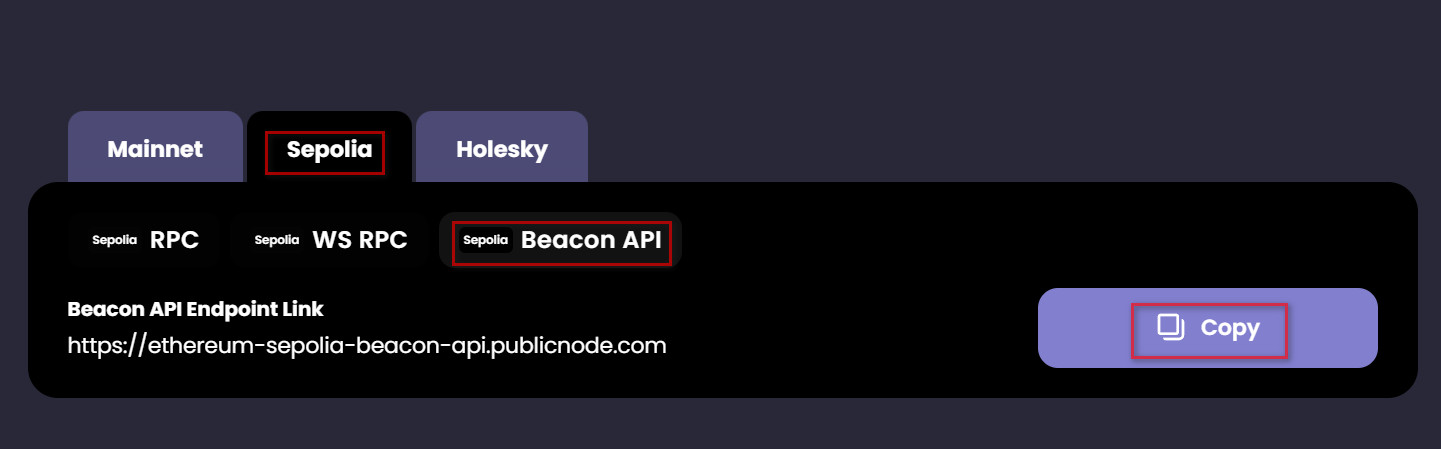 Mainnet Sepolia Holesky
Sepolia RPC Sepolia WS RPC Sepolia Beacon API
Beacon API Endpoint Link
https://ethereum-sepolia-beacon-api.publicnode.com
Copy